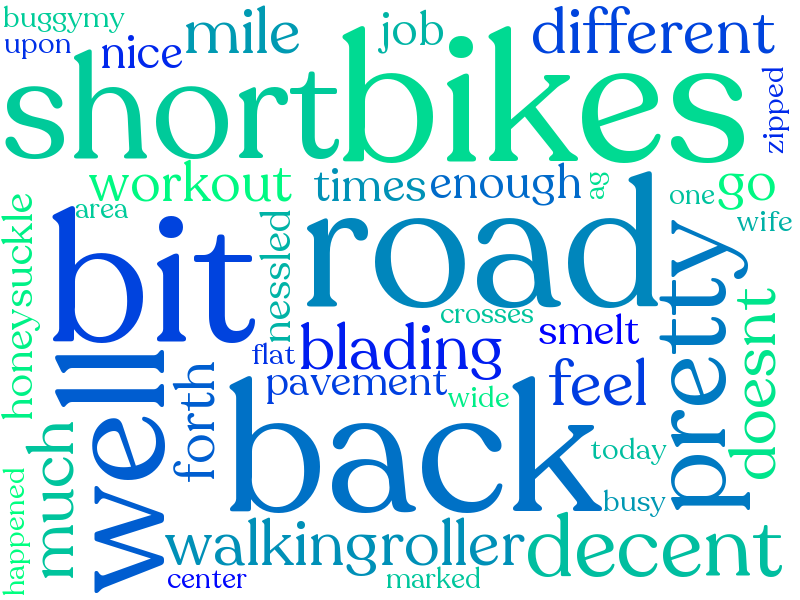 buggymy
upon
nice
mile
job
different
zipped
short
bikes
workout
times
enough
ag
one
go
wife
area
honeysuckle
bit
nessled
road
pretty
crosses
smelt
doesnt
flat
blading
well
forth
pavement
wide
feel
back
much
today
busy
happened
walking
roller
decent
center
marked